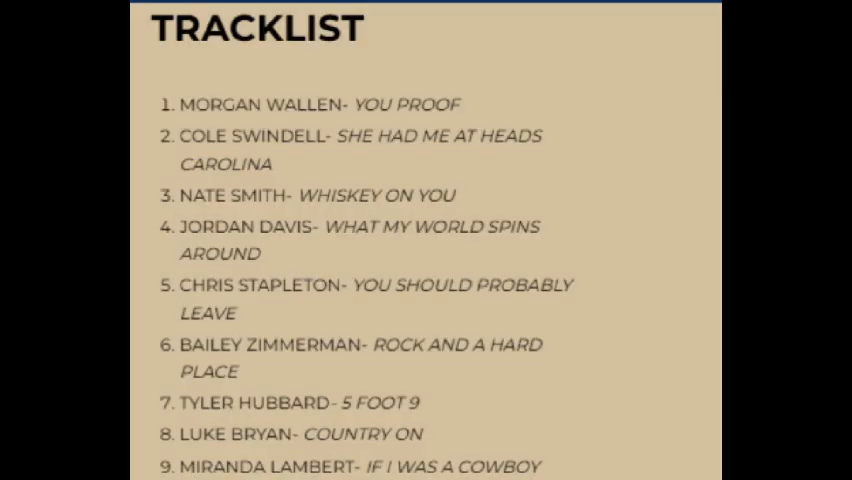 TRACKLIST
1. MORGAN WALLEN- YOU PROOF
2. COLE SWINDELL- SHE HAD ME AT HEADS
CAROLINA
3. NATE SMITH- WHISKEY ON YOU
4. JORDAN DAVIS- WHAT MY WORLD SPINS
AROUND
5. CHRIS STAPLETON- YOU SHOULD PROBABLY
LEAVE
6. BAILEY ZIMMERMAN- ROCK AND A HARD
PLACE
7. TYLER HUBBARD- 5 FOOT 9
8. LUKE BRYAN- COUNTRY ON
9. MIRANDA LAMBERT- IF I WAS A COWBOY